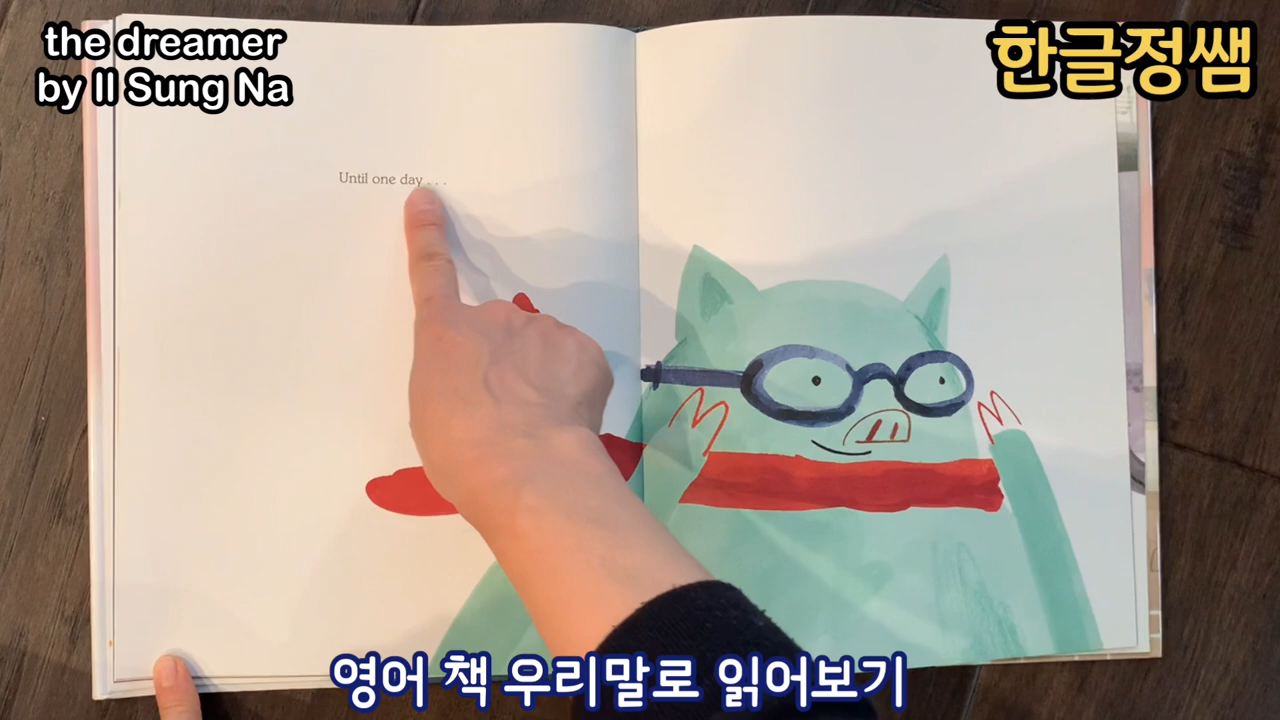 the dreamer
by Il Sung Na
한글정쌤
Until one day . . .
영어 책 우리말로 읽어보기